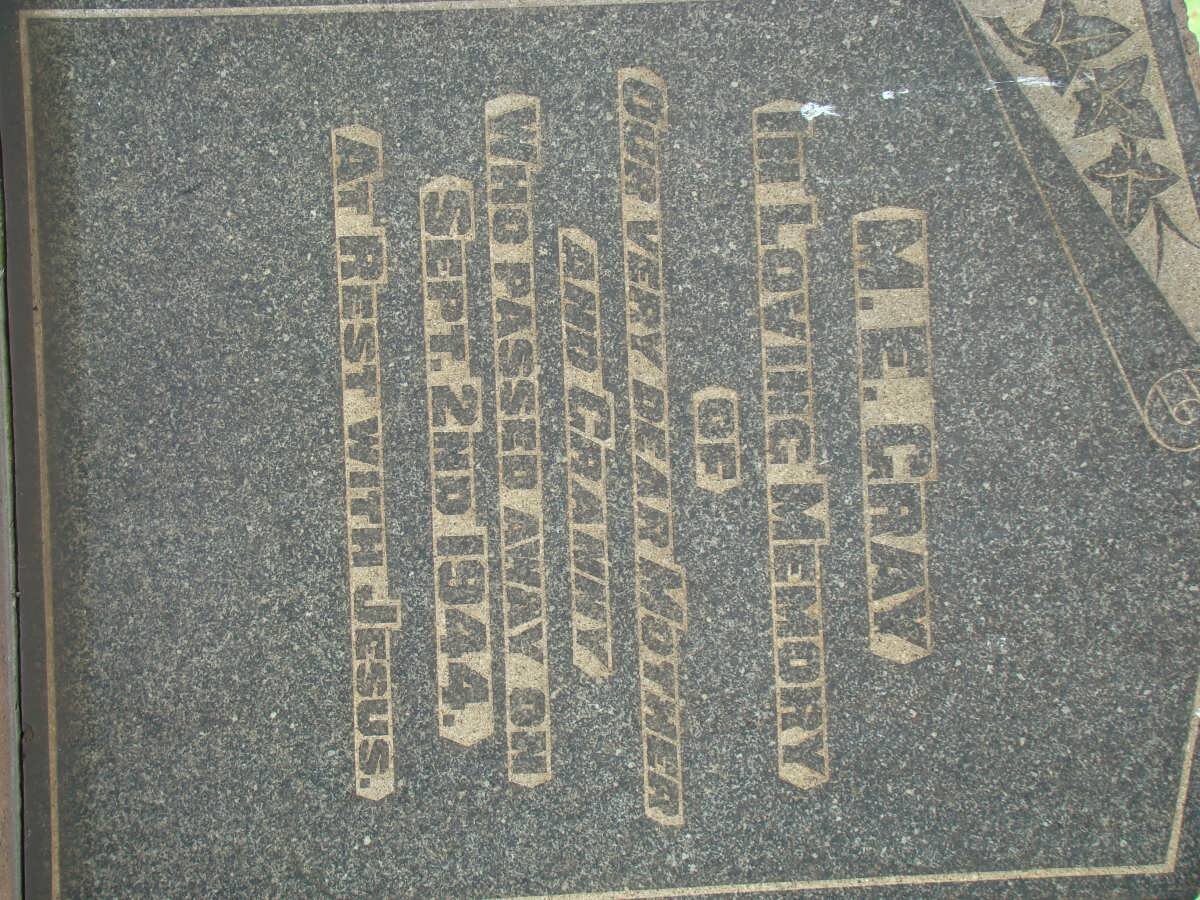 M. E. GRAY
IN LOVING MEMORY
OF
OUR VERY DEAR MOTHER
AND GRANNY
WHO PASSED AWAY ON
SEPT. 2ND 1944.
AT REST WITH JESUS.